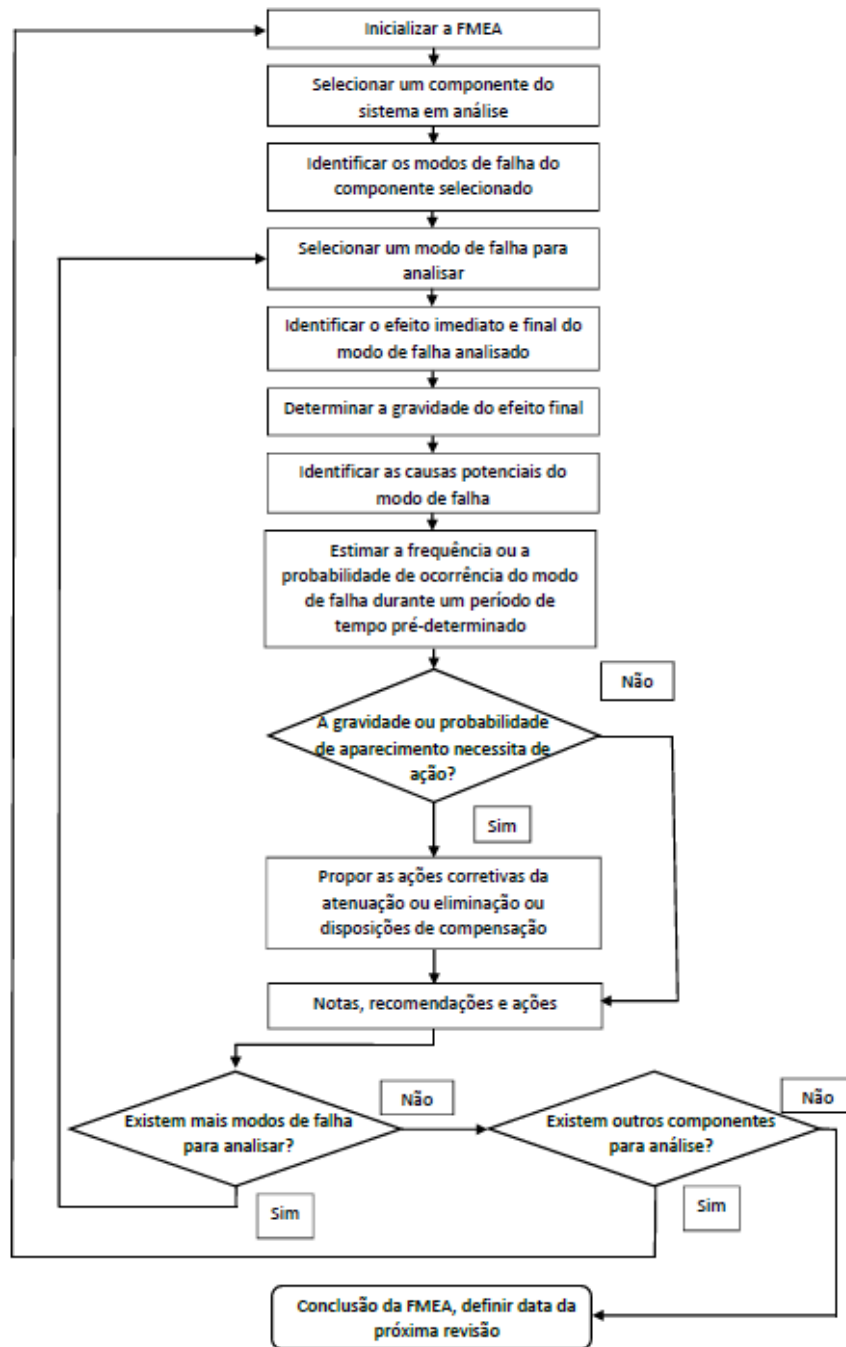 Inicializar a FMEA
Selecionar um componente do
sistema em análise
Identificar os modos de falha do
componente selecionado
Selecionar um modo de falha para
analisar
Identificar o efeito imediato e final do
modo de falha analisado
Determinar a gravidade do efeito final
Identificar as causas potenciais do
modo de falha
Estimar a frequência ou a
probabilidade de ocorrência do modo
de falha durante um período de
tempo pré-determinado
Não
A gravidade ou probabilidade
de aparecimento necessita de
ação?
Sim
Propor as ações corretivas da
atenuação ou eliminação ou
disposições de compensação
Notas, recomendações e ações
Existem mais modos de falha
para analisar?
Não
Sim
Existem outros componentes
para análise?
Não
Sim
Conclusão da FMEA, definir data da
próxima revisão